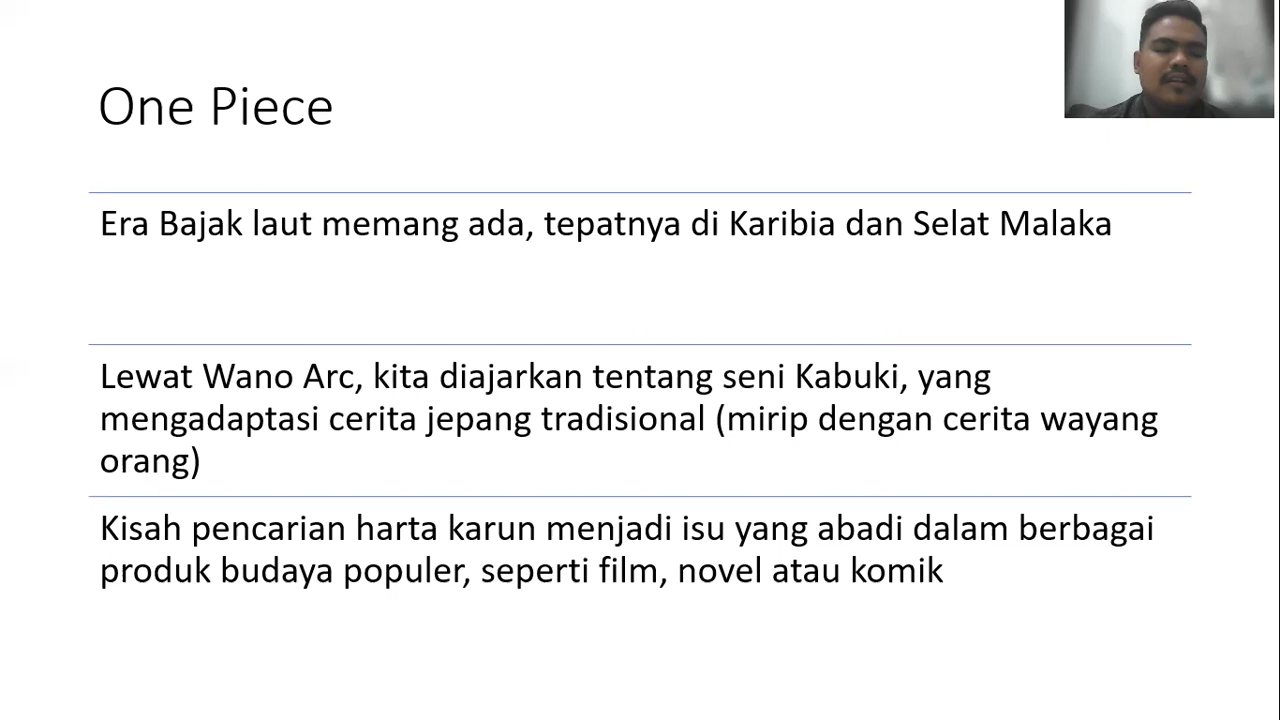 One Piece
Era Bajak laut memang ada, tepatnya di Karibia dan Selat Malaka
Lewat Wano Arc, kita diajarkan tentang seni Kabuki, yang
mengadaptasi cerita jepang tradisional (mirip dengan cerita wayang
orang)
Kisah pencarian harta karun menjadi isu yang abadi dalam berbagai
produk budaya populer, seperti film, novel atau komik